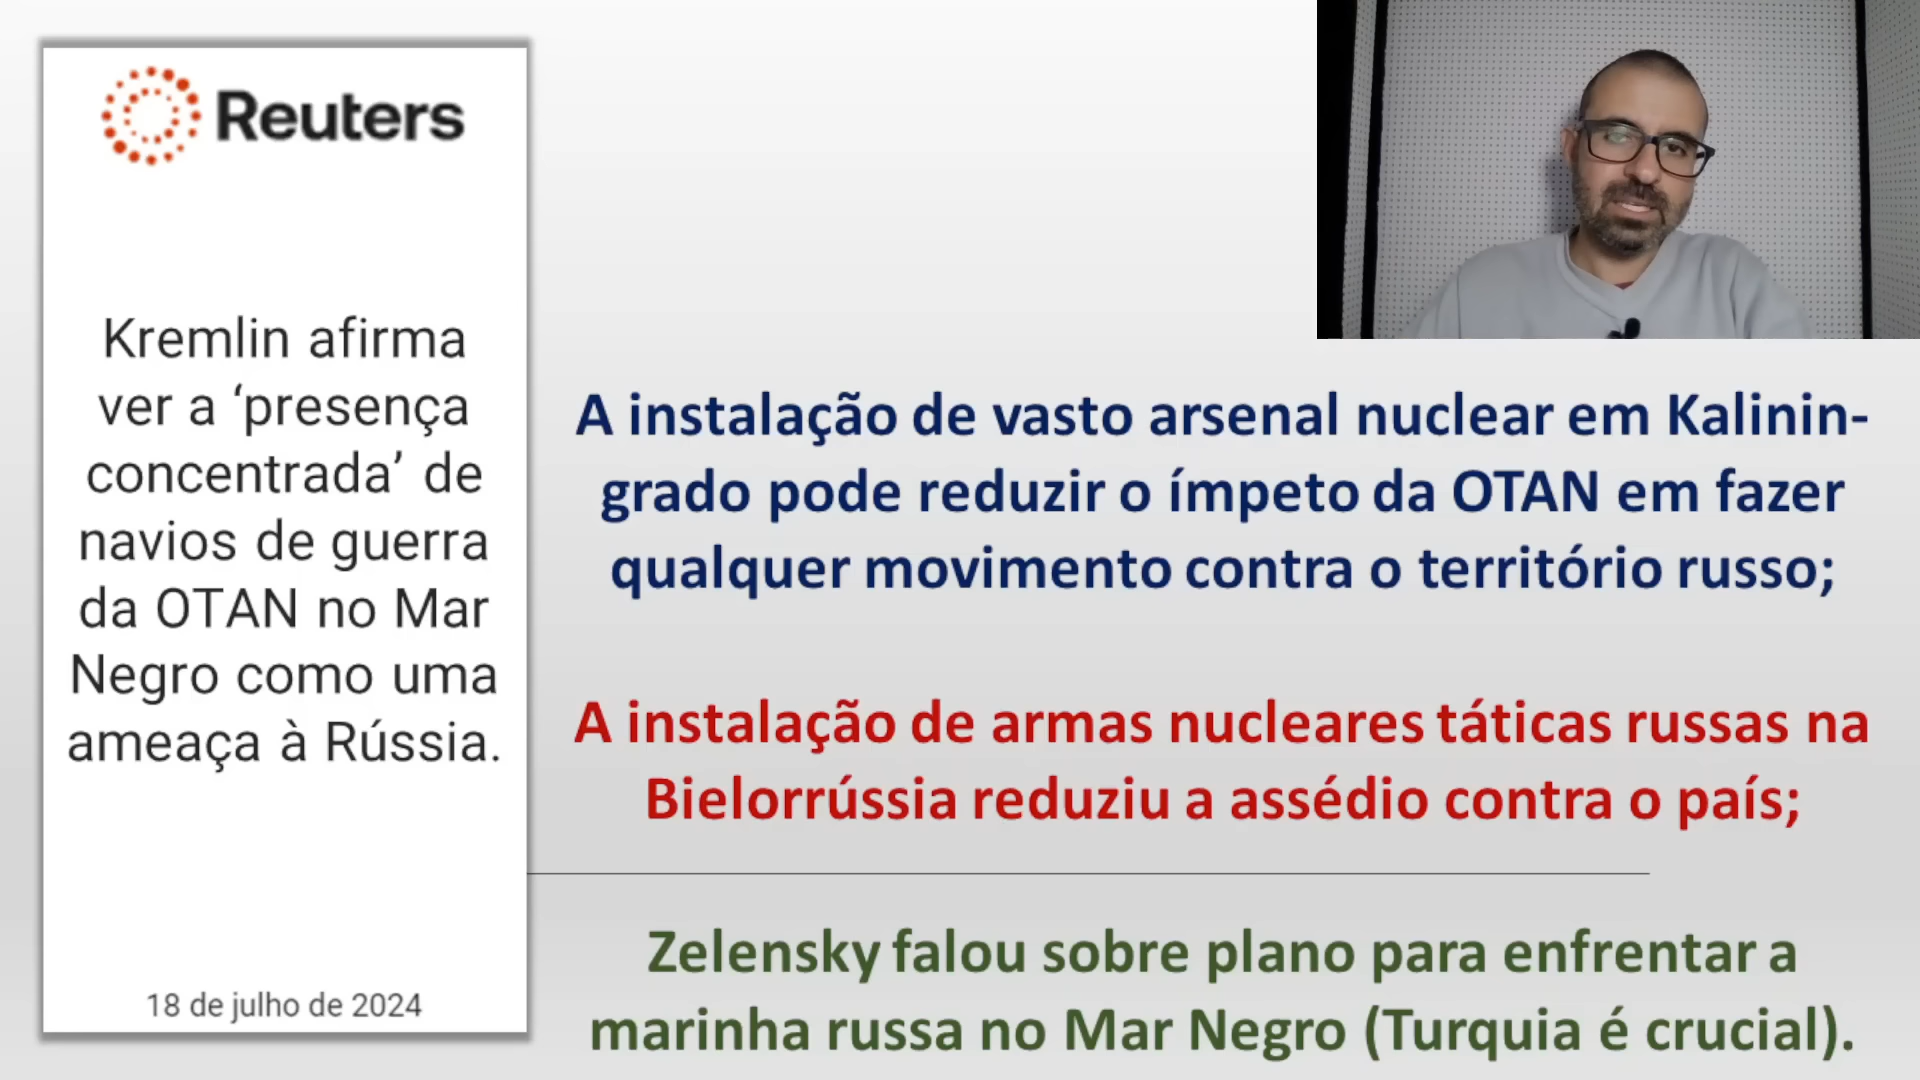 Reuters
Kremlin afirma
ver a ‘presença
concentrada’ de
navios de guerra
da OTAN no Mar
Negro como uma
ameaça à Rússia.
18 de julho de 2024
A instalação de vasto arsenal nuclear em Kalinin-
grado pode reduzir o ímpeto da OTAN em fazer
qualquer movimento contra o território russo;
A instalação de armas nucleares táticas russas na
Bielorrússia reduziu a assédio contra o país;
Zelensky falou sobre plano para enfrentar a
marinha russa no Mar Negro (Turquia é crucial).